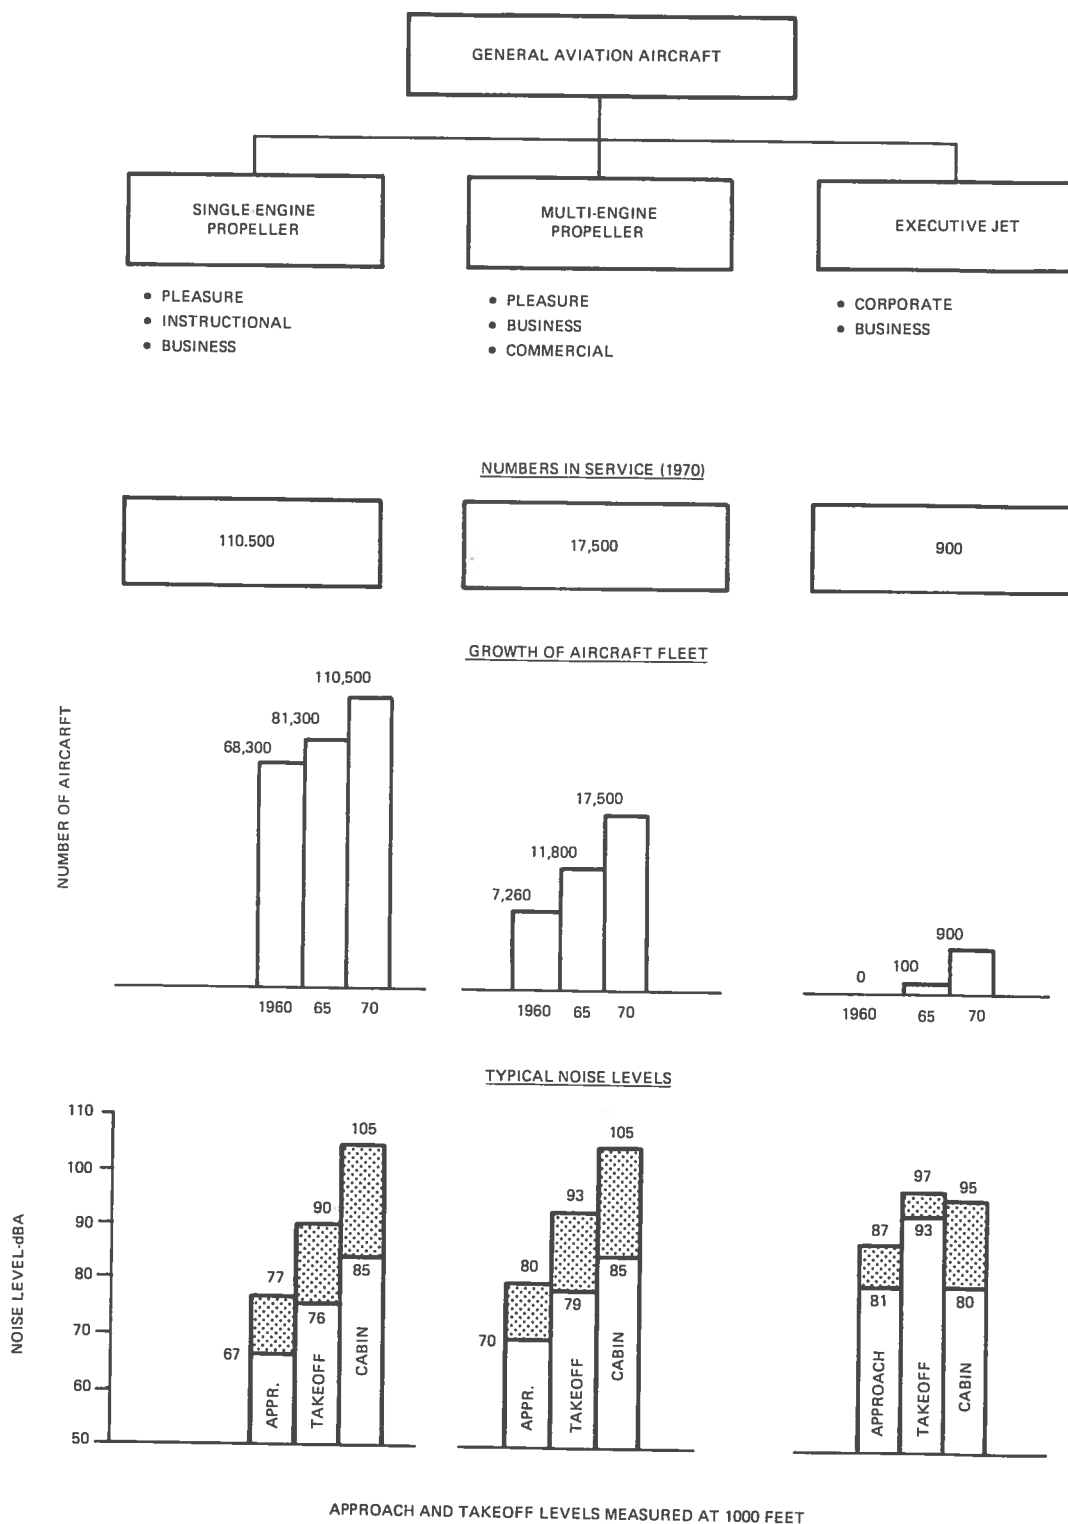 GENERAL AVIATION AIRCRAFT
SINGLE-ENGINE
PROPELLER
MULTI-ENGINE
PROPELLER
EXECUTIVE JET
• PLEASURE
• INSTRUCTIONAL
• BUSINESS
• PLEASURE
• BUSINESS
• COMMERCIAL
• CORPORATE
• BUSINESS
NUMBERS IN SERVICE (1970)
110.500
17,500
900
GROWTH OF AIRCRAFT FLEET
NUMBER OF AIRCARFT
68,300
81,300
110,500
1960 65 70
7,260
11,800
17,500
1960 65 70
0
100
900
1960 65 70
TYPICAL NOISE LEVELS
NOISE LEVEL-dBA
110
100
90
80
70
60
50
77
67
APPR.
90
76
TAKEOFF
105
85
CABIN
80
70
APPR.
93
79
TAKEOFF
105
85
CABIN
87
81
APPROACH
97
93
TAKEOFF
95
80
CABIN
APPROACH AND TAKEOFF LEVELS MEASURED AT 1000 FEET